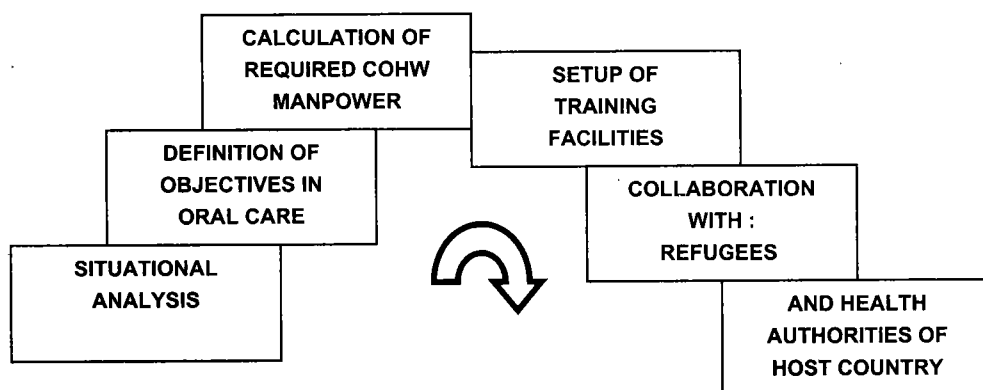 SITUATIONAL
ANALYSIS
DEFINITION OF
OBJECTIVES IN
ORAL CARE
CALCULATION OF
REQUIRED COHW
MANPOWER
SETUP OF
TRAINING
FACILITIES
COLLABORATION
WITH :
REFUGEES
AND HEALTH
AUTHORITIES OF
HOST COUNTRY